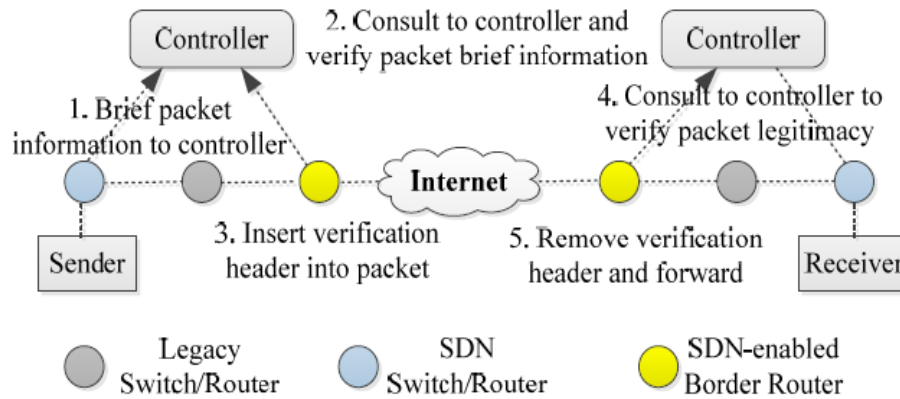 Controller
2. Consult to controller and
verify packet brief information
Controller
1. Brief packet
information to controller
4. Consult to controller to
verify packet legitimacy
Internet
3. Insert verification
header into packet
5. Remove verification
header and forward
Sender
Receiver
Legacy
Switch/Router
SDN
Switch/Router
SDN-enabled
Border Router